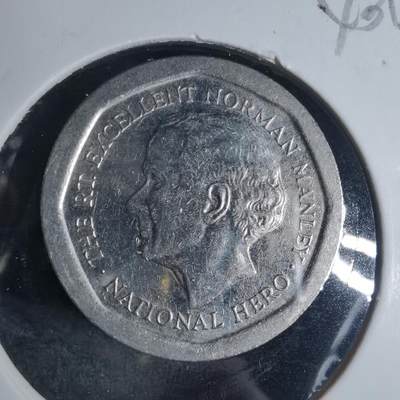 THE RT. EXCELLENT NORMAN MANLEY
· NATIONAL HERO ·